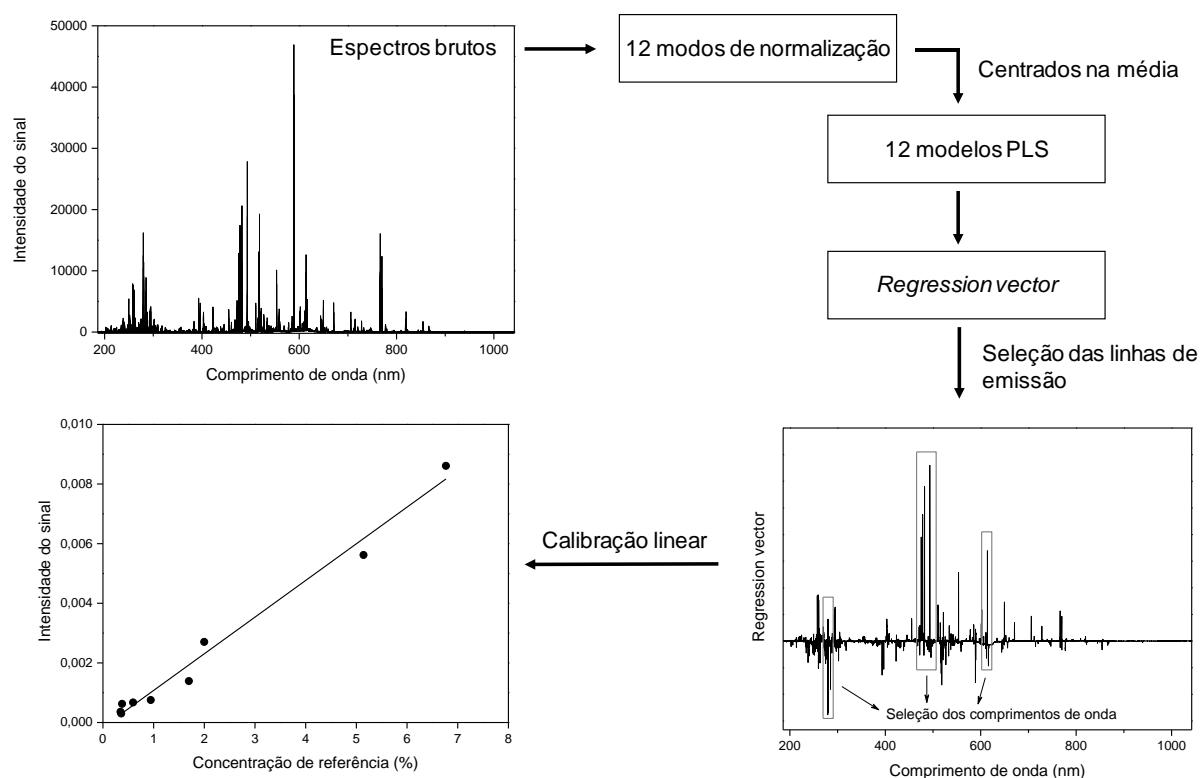 50000
40000
30000
20000
10000
0
Intensidade do sinal
Espectros brutos
200 400 600 800 1000
Comprimento de onda (nm)
12 modos de normalização
Centrados na média
12 modelos PLS
Regression vector
Seleção das linhas de
emissão
Regression vector
Seleção dos comprimentos de onda
200 400 600 800 1000
Comprimento de onda (nm)
Calibração linear
0,010
0,008
0,006
0,004
0,002
0,000
Intensidade do sinal
0 1 2 3 4 5 6 7 8
Concentração de referência (%)